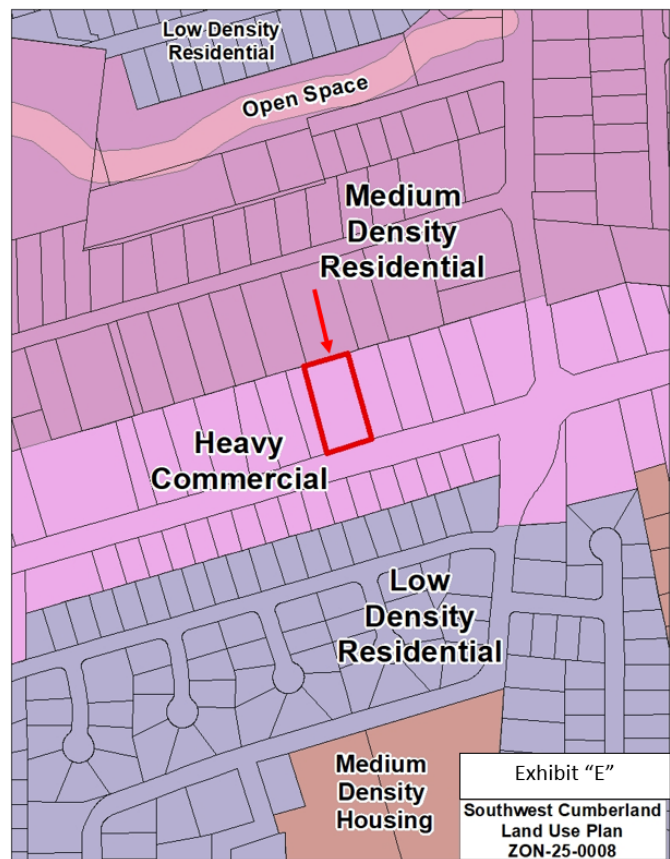 Low Density
Residential
Open Space
Medium
Density
Residential
Heavy
Commercial
Low
Density
Residential
Medium
Density
Housing
Exhibit “E”
Southwest Cumberland
Land Use Plan
ZON-25-0008